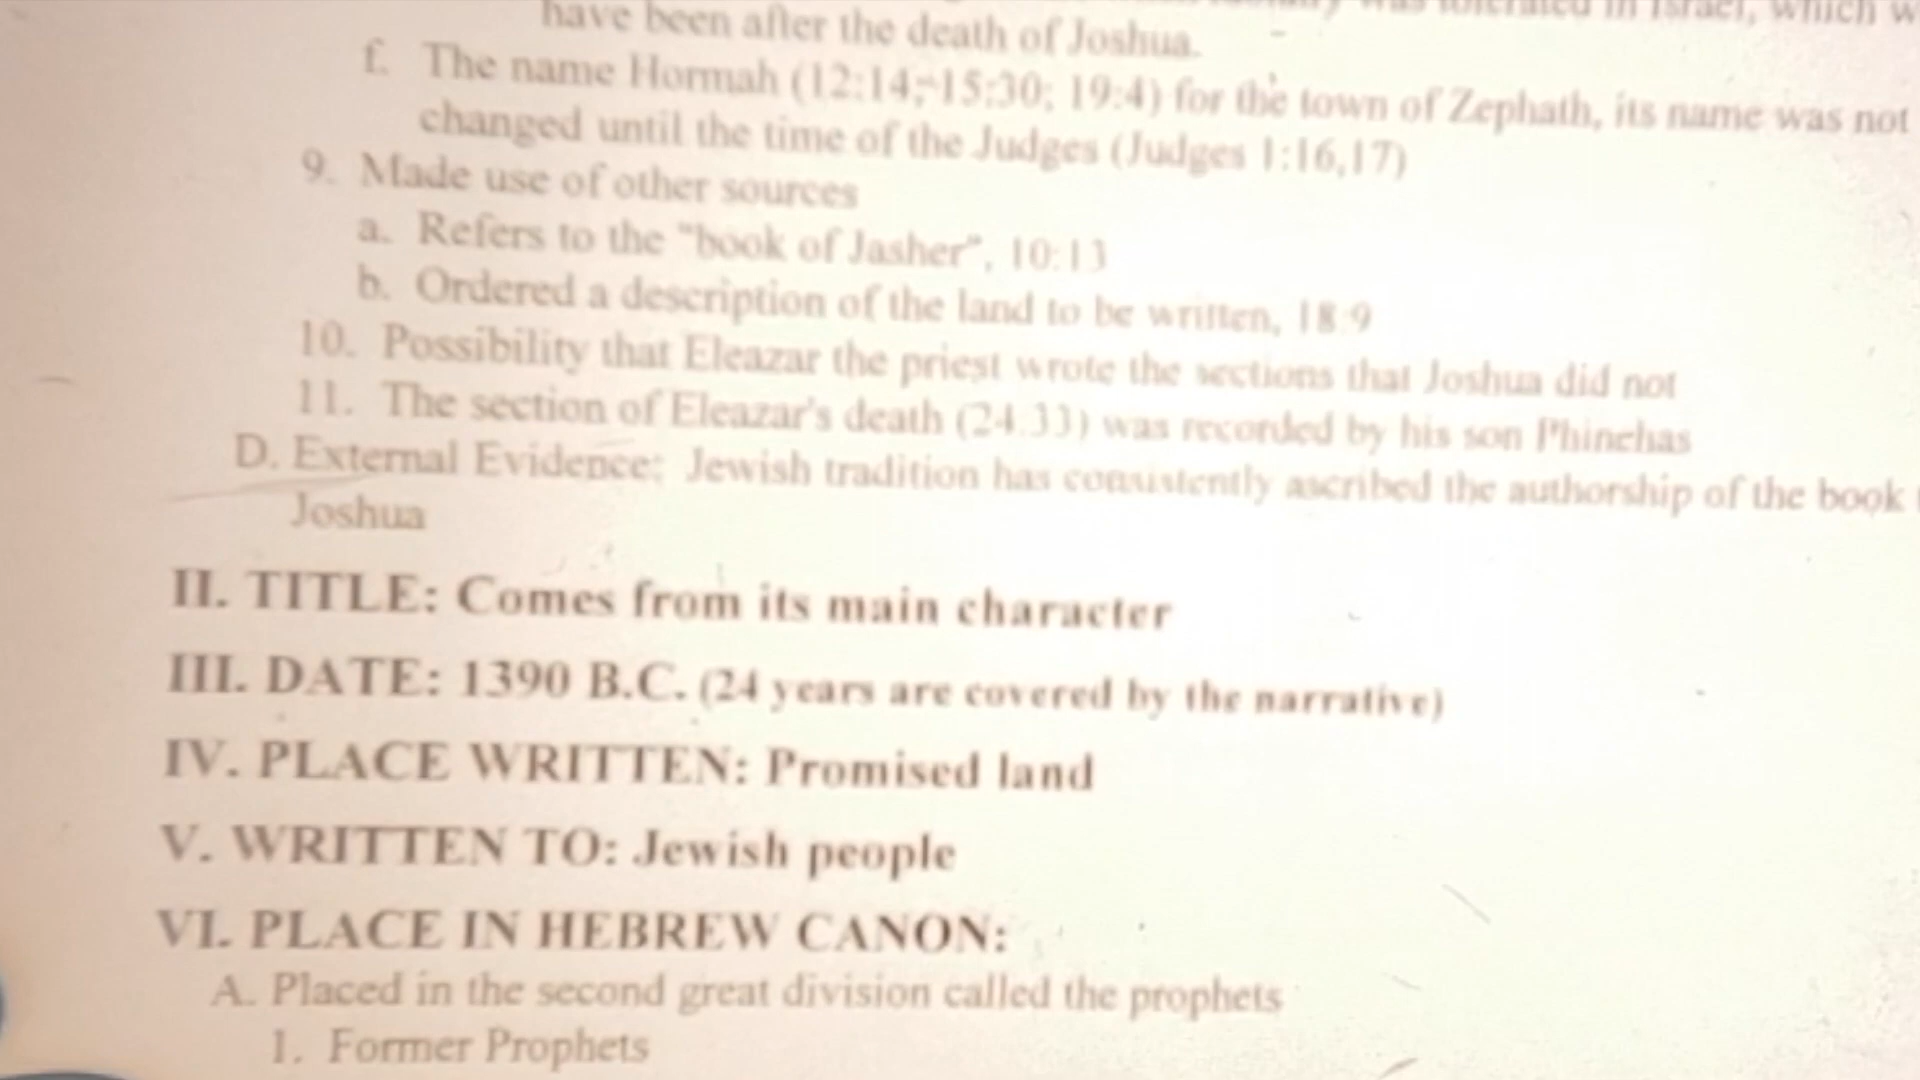 was tolerated in Israel, which
have been after the death of Joshua.
f. The name Hormah (12:14; 15:30; 19:4) for the town of Zephath, its name was not
changed until the time of the Judges (Judges 1:16,17)
9. Made use of other sources
a. Refers to the "book of Jasher", 10:13
b. Ordered a description of the land to be written, 18:9
10. Possibility that Eleazar the priest wrote the sections that Joshua did not
11. The section of Eleazar's death (24:33) was recorded by his son Phinehas
D. External Evidence: Jewish tradition has consistently ascribed the authorship of the book
Joshua
II. TITLE: Comes from its main character
III. DATE: 1390 B.C. (24 years are covered by the narrative)
IV. PLACE WRITTEN: Promised land
V. WRITTEN TO: Jewish people
VI. PLACE IN HEBREW CANON:
A. Placed in the second great division called the prophets
1. Former Prophets